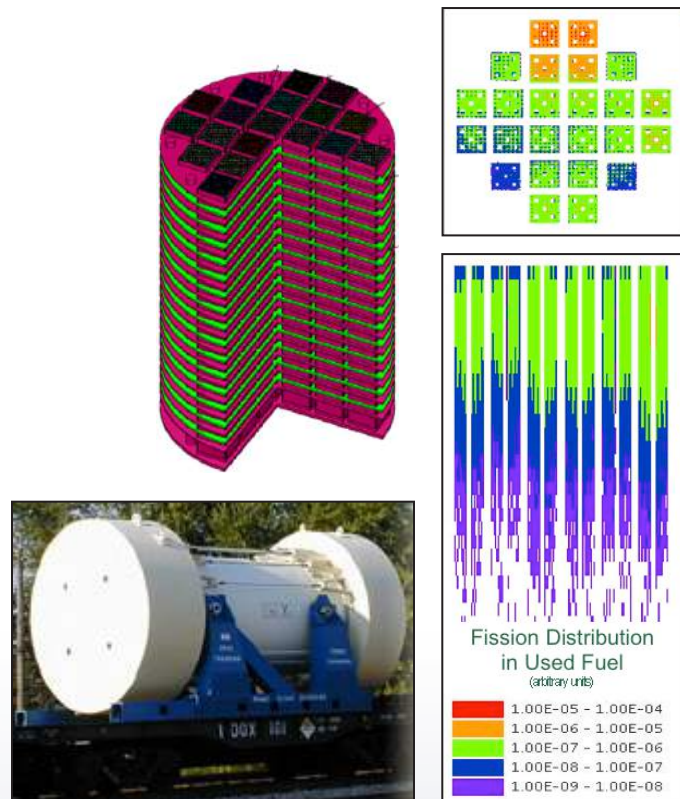 Fission Distribution
in Used Fuel
(arbitrary units)
1.00E-05 - 1.00E-04
1.00E-06 - 1.00E-05
1.00E-07 - 1.00E-06
1.00E-08 - 1.00E-07
1.00E-09 - 1.00E-08